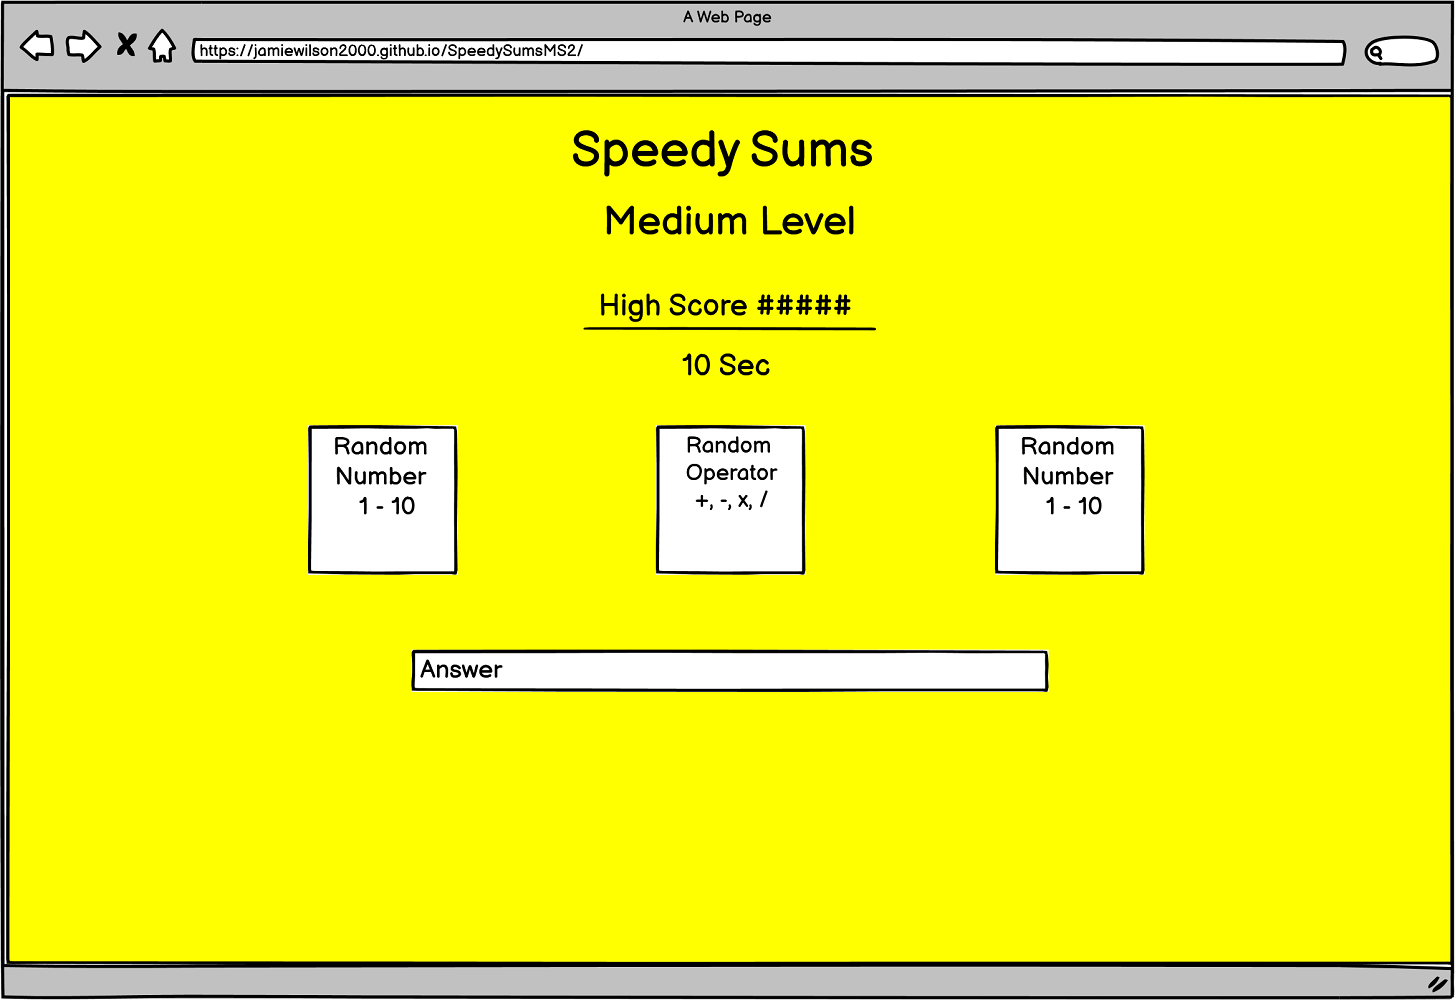 A Web Page
https://jamiewilson2000.github.io/SpeedySumsMS2/
Speedy Sums
Medium Level
High Score #####
10 Sec
Random
Number
1 - 10
Random
Operator
+, -, x, /
Random
Number
1 - 10
Answer